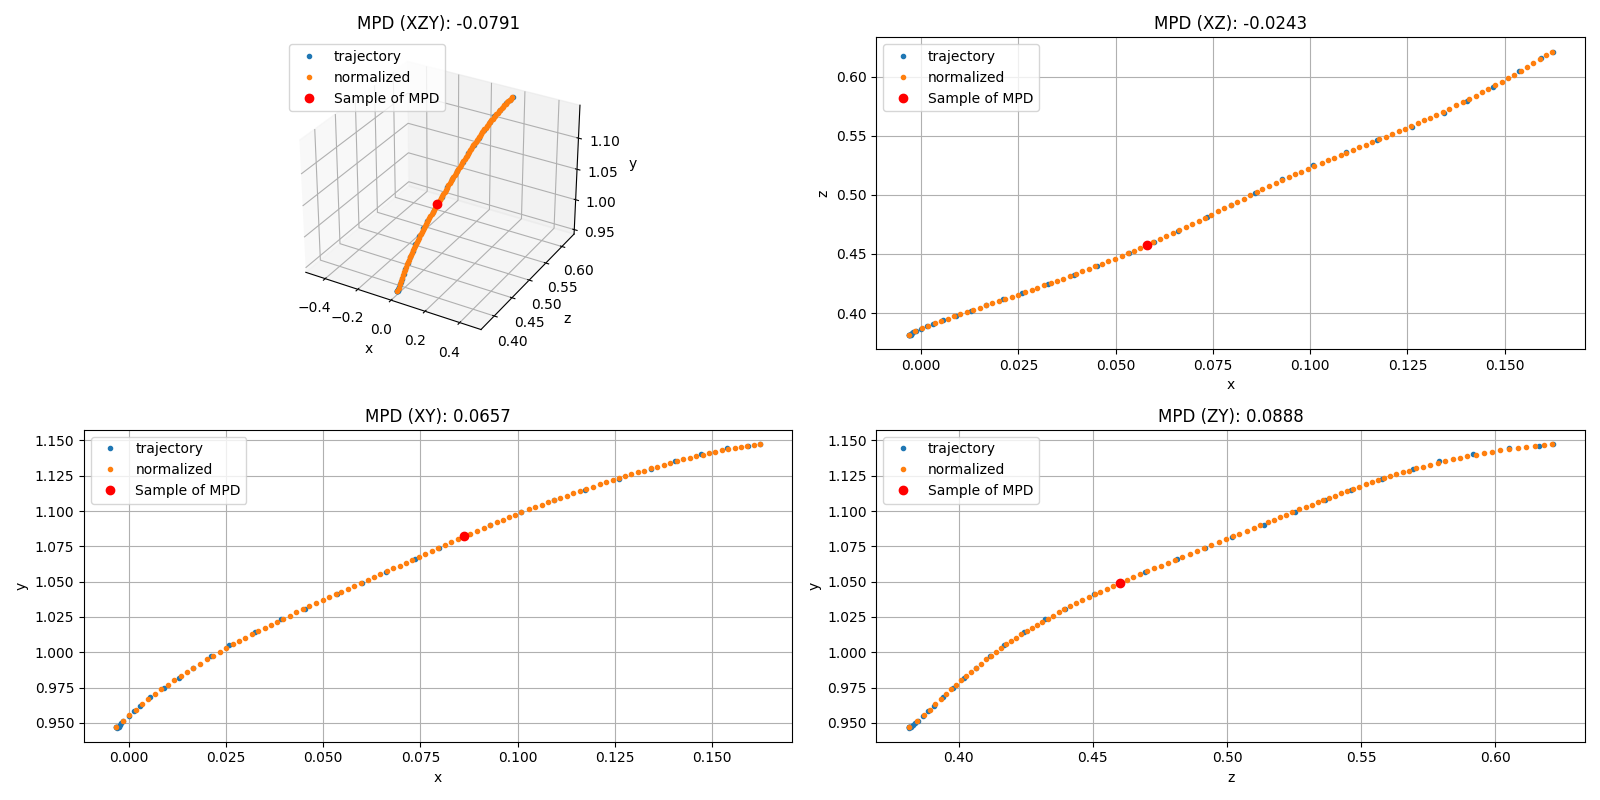 MPD (XZY): -0.0791
trajectory
normalized
Sample of MPD
1.10
1.05
1.00
0.95
y
0.60
0.55
0.50
0.45
0.40
z
−0.4
−0.2
0.0
0.2
0.4
x
MPD (XZ): -0.0243
trajectory
normalized
Sample of MPD
0.60
0.55
0.50
0.45
0.40
z
0.000 0.025 0.050 0.075 0.100 0.125 0.150
x
MPD (XY): 0.0657
trajectory
normalized
Sample of MPD
1.150
1.125
1.100
1.075
1.050
1.025
1.000
0.975
0.950
y
0.000 0.025 0.050 0.075 0.100 0.125 0.150
x
MPD (ZY): 0.0888
trajectory
normalized
Sample of MPD
1.150
1.125
1.100
1.075
1.050
1.025
1.000
0.975
0.950
y
0.40 0.45 0.50 0.55 0.60
z